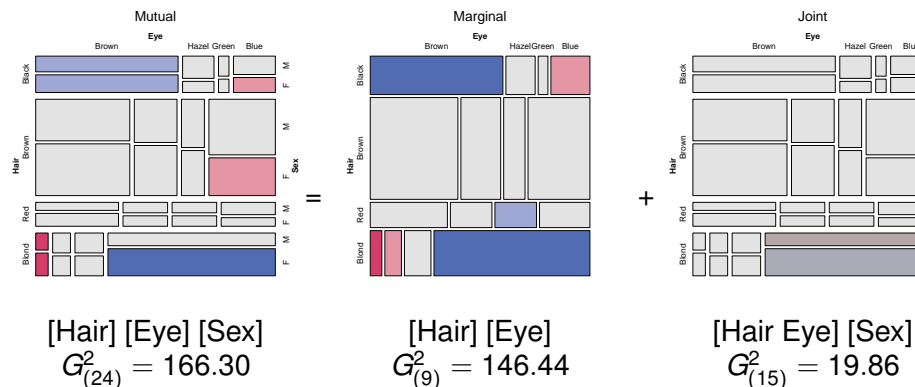 Mutual
Eye
Brown Hazel Green Blue
Hair
Black
Brown
Red
Blond
M
F
M
F
M
F
M
F
Sex
=
Marginal
Eye
Brown HazelGreen Blue
Hair
Black
Brown
Red
Blond
+
Joint
Eye
Brown Hazel Green Blu
Hair
Black
Brown
Red
Blond
[Hair] [Eye] [Sex]
G²₍₂₄₎ = 166.30
[Hair] [Eye]
G²₍₉₎ = 146.44
[Hair Eye] [Sex]
G²₍₁₅₎ = 19.86